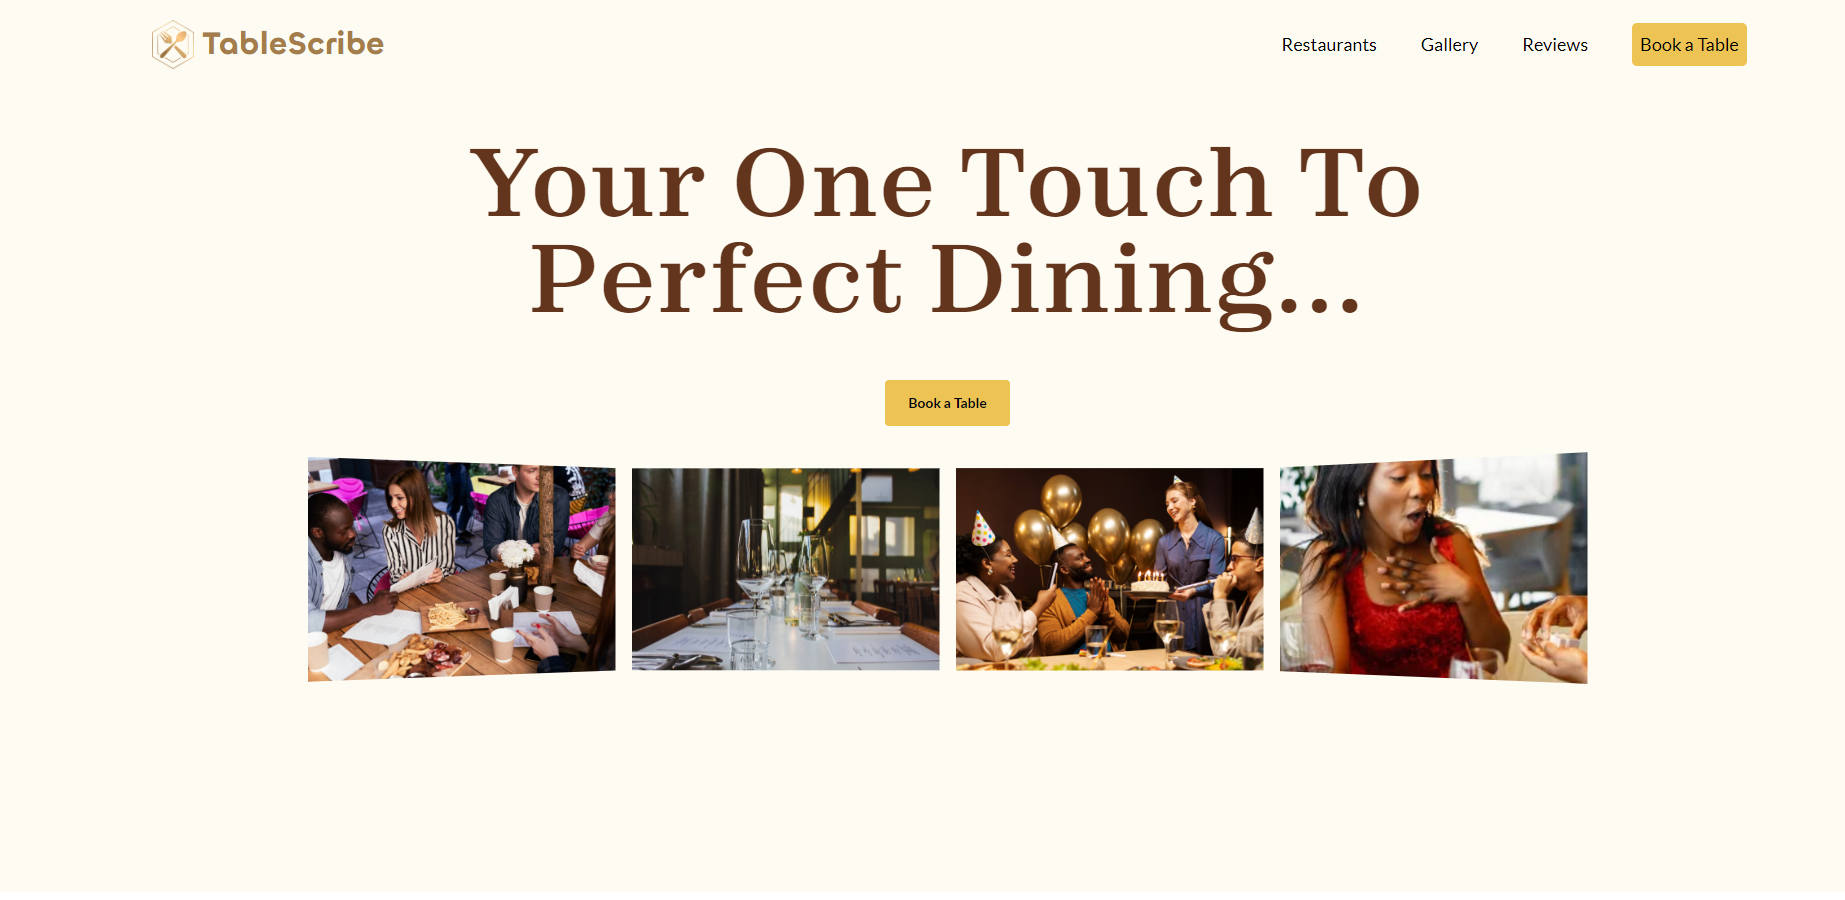 TableScribe
Restaurants
Gallery
Reviews
Book a Table
Your One Touch To
Perfect Dining...
Book a Table